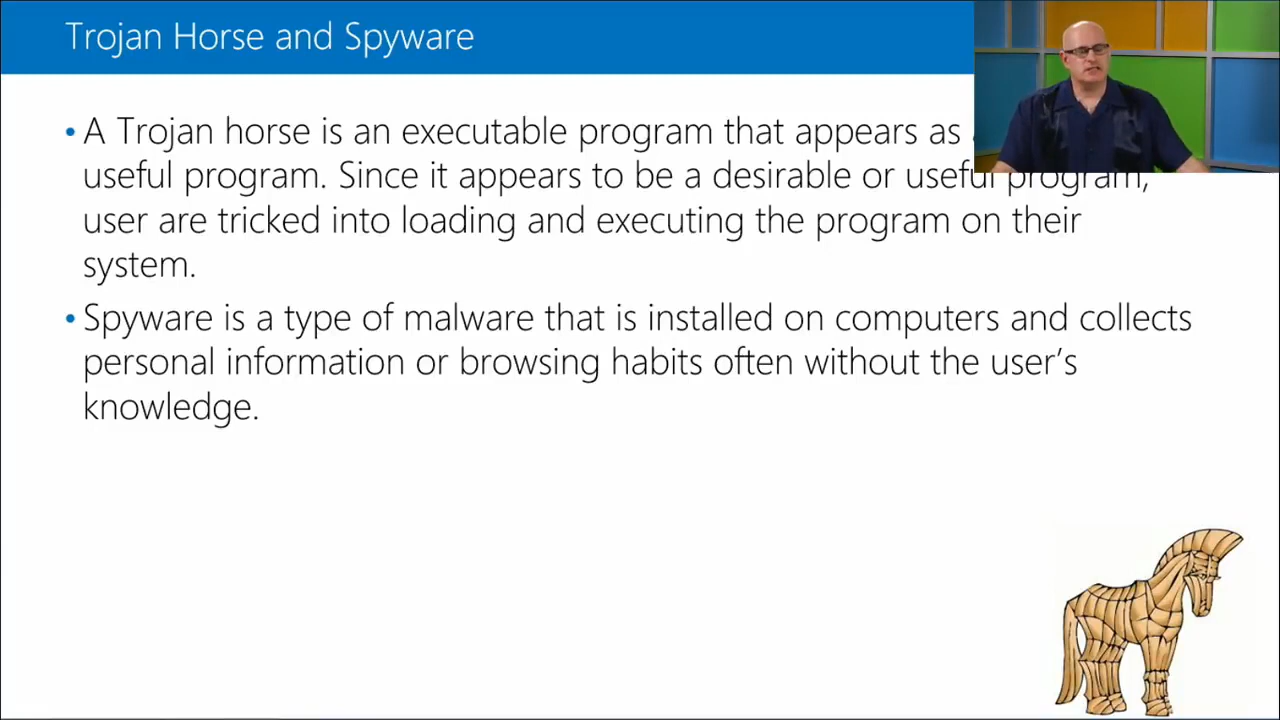 Trojan Horse and Spyware
• A Trojan horse is an executable program that appears as
useful program. Since it appears to be a desirable or useful program,
user are tricked into loading and executing the program on their
system.
• Spyware is a type of malware that is installed on computers and collects
personal information or browsing habits often without the user's
knowledge.